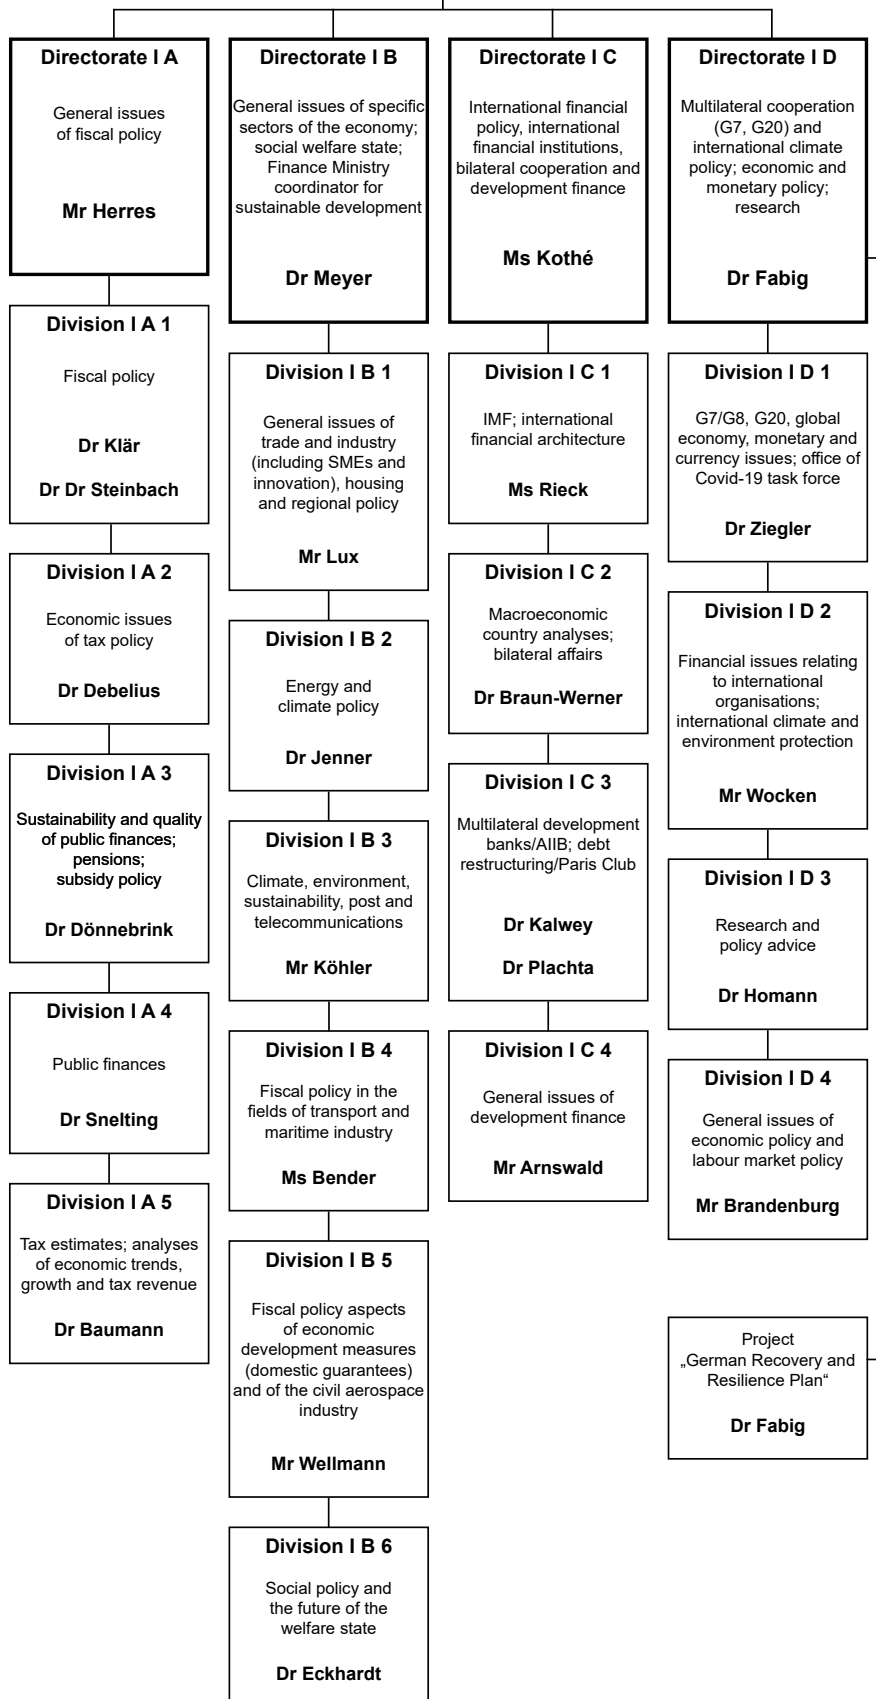 Directorate I A
General issues
of fiscal policy
Mr Herres
Division I A 1
Fiscal policy
Dr Klär
Dr Dr Steinbach
Division I A 2
Economic issues
of tax policy
Dr Debelius
Division I A 3
Sustainability and quality
of public finances;
pensions;
subsidy policy
Dr Dönnebrink
Division I A 4
Public finances
Dr Snelting
Division I A 5
Tax estimates; analyses
of economic trends,
growth and tax revenue
Dr Baumann
Directorate I B
General issues of specific
sectors of the economy;
social welfare state;
Finance Ministry
coordinator for
sustainable development
Dr Meyer
Division I B 1
General issues of
trade and industry
(including SMEs and
innovation), housing
and regional policy
Mr Lux
Division I B 2
Energy and
climate policy
Dr Jenner
Division I B 3
Climate, environment,
sustainability, post and
telecommunications
Mr Köhler
Division I B 4
Fiscal policy in the
fields of transport and
maritime industry
Ms Bender
Division I B 5
Fiscal policy aspects
of economic
development measures
(domestic guarantees)
and of the civil aerospace
industry
Mr Wellmann
Division I B 6
Social policy and
the future of the
welfare state
Dr Eckhardt
Directorate I C
International financial
policy, international
financial institutions,
bilateral cooperation and
development finance
Ms Kothé
Division I C 1
IMF; international
financial architecture
Ms Rieck
Division I C 2
Macroeconomic
country analyses;
bilateral affairs
Dr Braun-Werner
Division I C 3
Multilateral development
banks/AIIB; debt
restructuring/Paris Club
Dr Kalwey
Dr Plachta
Division I C 4
General issues of
development finance
Mr Arnswald
Directorate I D
Multilateral cooperation
(G7, G20) and
international climate
policy; economic and
monetary policy;
research
Dr Fabig
Division I D 1
G7/G8, G20, global
economy, monetary and
currency issues; office of
Covid-19 task force
Dr Ziegler
Division I D 2
Financial issues relating
to international
organisations;
international climate and
environment protection
Mr Wocken
Division I D 3
Research and
policy advice
Dr Homann
Division I D 4
General issues of
economic policy and
labour market policy
Mr Brandenburg
Project
„German Recovery and
Resilience Plan“
Dr Fabig